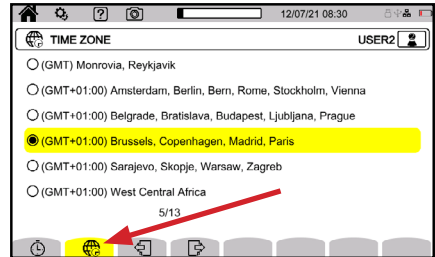 12/07/21 08:30
TIME ZONE
USER2
(GMT) Monrovia, Reykjavik
(GMT+01:00) Amsterdam, Berlin, Bern, Rome, Stockholm, Vienna
(GMT+01:00) Belgrade, Bratislava, Budapest, Ljubljana, Prague
(GMT+01:00) Brussels, Copenhagen, Madrid, Paris
(GMT+01:00) Sarajevo, Skopje, Warsaw, Zagreb
(GMT+01:00) West Central Africa
5/13